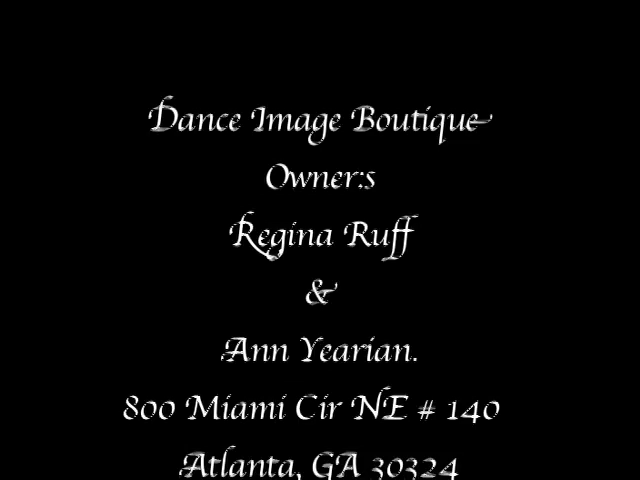 Dance Image Boutique
Owner:s
Regina Ruff
&
Ann Yearian.
800 Miami Cir NE # 140
Atlanta, GA 30324